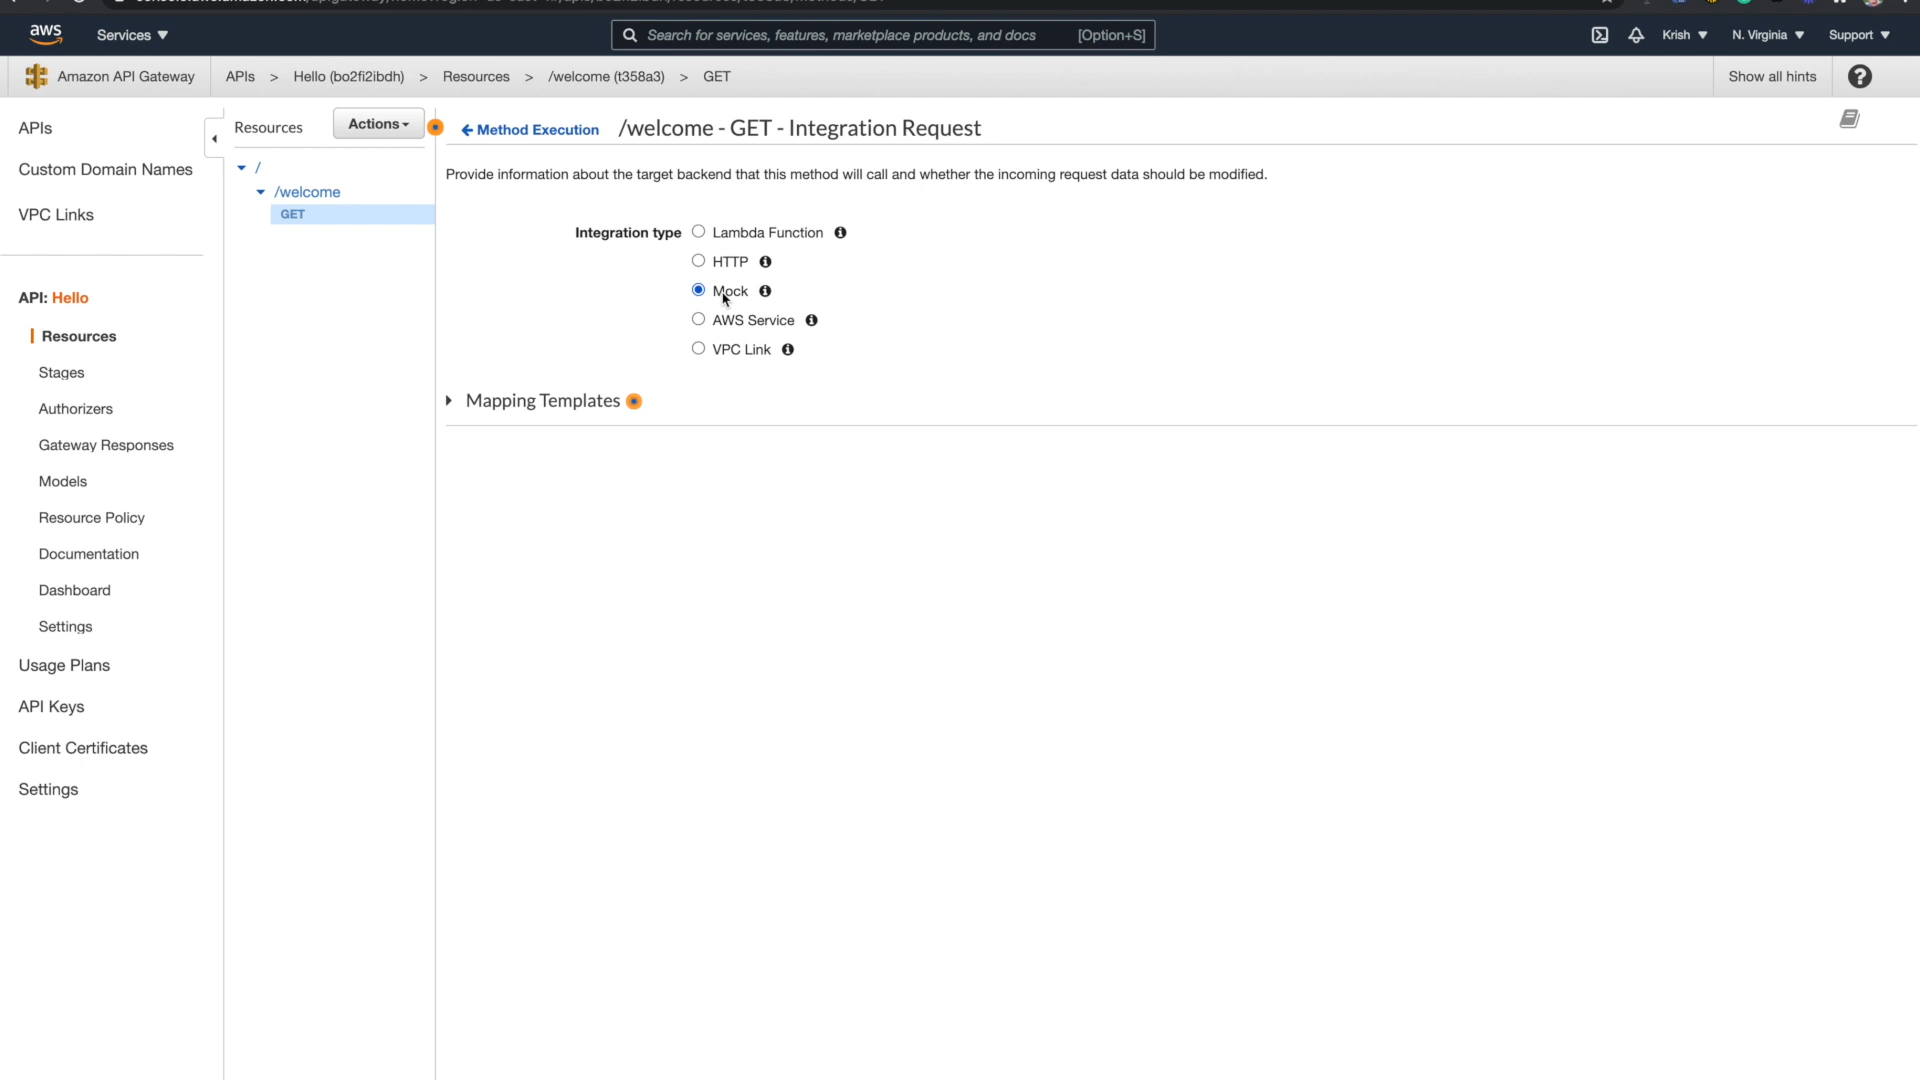 aws
Services ▼
Search for services, features, marketplace products, and docs [Option+S]
Krish ▼
N. Virginia ▼
Support ▼
Amazon API Gateway
APIs > Hello (bo2fi2ibdh) > Resources > /welcome (t358a3) > GET
Show all hints
?
APIs
Custom Domain Names
VPC Links
API: Hello
Resources
Stages
Authorizers
Gateway Responses
Models
Resource Policy
Documentation
Dashboard
Settings
Usage Plans
API Keys
Client Certificates
Settings
Resources
Actions
/
/welcome
GET
← Method Execution
/welcome - GET - Integration Request
Provide information about the target backend that this method will call and whether the incoming request data should be modified.
Integration type
Lambda Function
HTTP
Mock
AWS Service
VPC Link
Mapping Templates